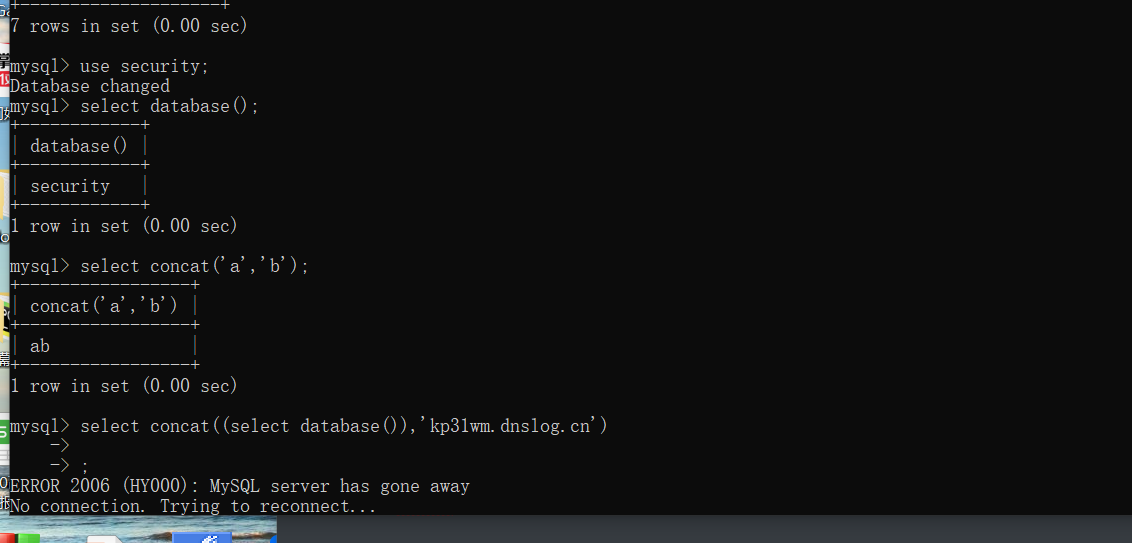 +--------------------+
7 rows in set (0.00 sec)
mysql> use security;
Database changed
mysql> select database();
+------------+
| database() |
+------------+
| security   |
+------------+
1 row in set (0.00 sec)
mysql> select concat('a','b');
+-----------------+
| concat('a','b') |
+-----------------+
| ab              |
+-----------------+
1 row in set (0.00 sec)
mysql> select concat((select database()),'kp31wm.dnslog.cn')
    ->
    -> ;
ERROR 2006 (HY000): MySQL server has gone away
No connection. Trying to reconnect...